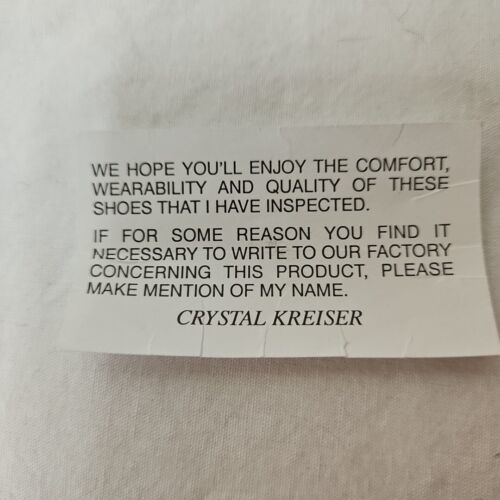 WE HOPE YOU'LL ENJOY THE COMFORT,
WEARABILITY AND QUALITY OF THESE
SHOES THAT I HAVE INSPECTED.
IF FOR SOME REASON YOU FIND IT
NECESSARY TO WRITE TO OUR FACTORY
CONCERNING THIS PRODUCT, PLEASE
MAKE MENTION OF MY NAME.
CRYSTAL KREISER